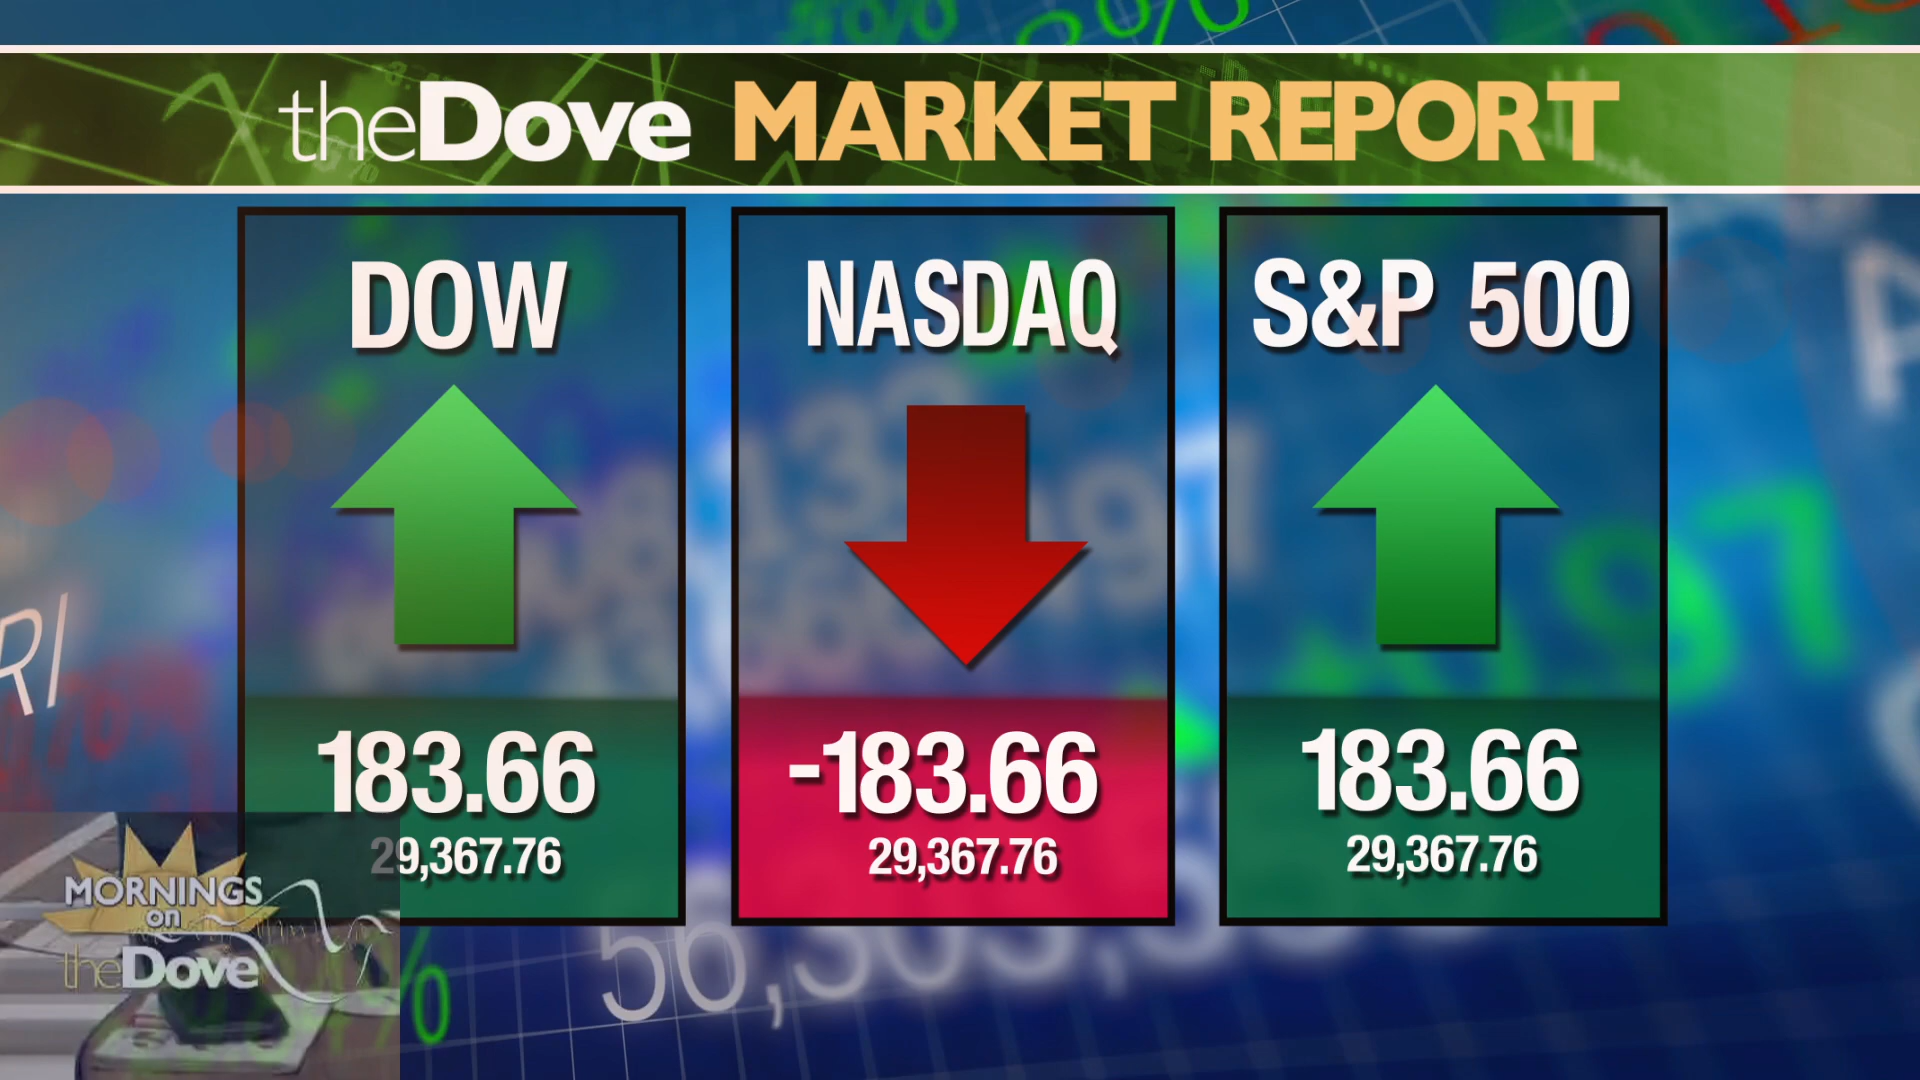 theDove MARKET REPORT
DOW
NASDAQ
S&P 500
183.66
-183.66
183.66
29,367.76
29,367.76
29,367.76
MORNINGS
on
theDove
RI
%